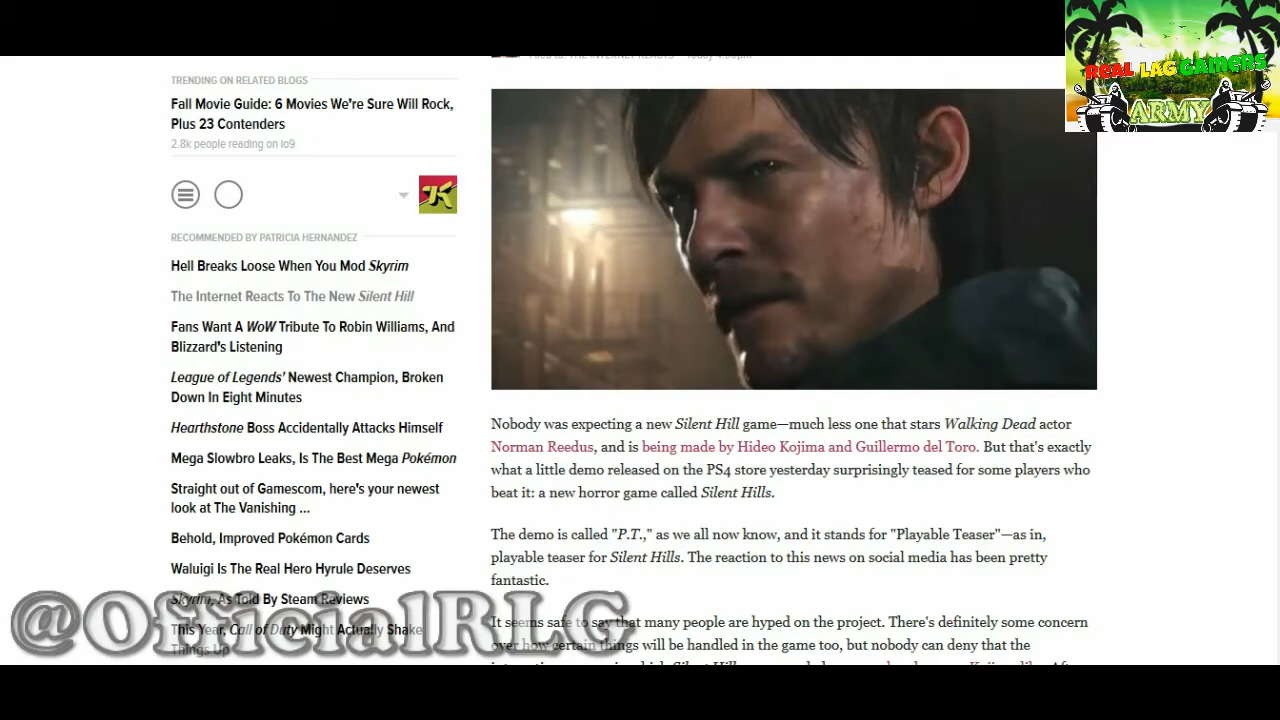 REAL LAG GAMERS
ARMY
TRENDING ON RELATED BLOGS
Fall Movie Guide: 6 Movies We're Sure Will Rock,
Plus 23 Contenders
2.8k people reading on Io9
RECOMMENDED BY PATRICIA HERNANDEZ
Hell Breaks Loose When You Mod Skyrim
The Internet Reacts To The New Silent Hill
Fans Want A WoW Tribute To Robin Williams, And
Blizzard's Listening
League of Legends' Newest Champion, Broken
Down In Eight Minutes
Hearthstone Boss Accidentally Attacks Himself
Mega Slowbro Leaks, Is The Best Mega Pokémon
Straight out of Gamescom, here's your newest
look at The Vanishing ...
Behold, Improved Pokémon Cards
Waluigi Is The Real Hero Hyrule Deserves
Skyrim, As Told By Steam Reviews
This Year, Call of Duty Might Actually Shake
Things Up
Nobody was expecting a new Silent Hill game—much less one that stars Walking Dead actor
Norman Reedus, and is being made by Hideo Kojima and Guillermo del Toro. But that's exactly
what a little demo released on the PS4 store yesterday surprisingly teased for some players who
beat it: a new horror game called Silent Hills.
The demo is called "P.T.," as we all now know, and it stands for "Playable Teaser"—as in,
playable teaser for Silent Hills. The reaction to this news on social media has been pretty
fantastic.
It seems safe to say that many people are hyped on the project. There's definitely some concern
over how certain things will be handled in the game too, but nobody can deny that the
@OfficialRLG